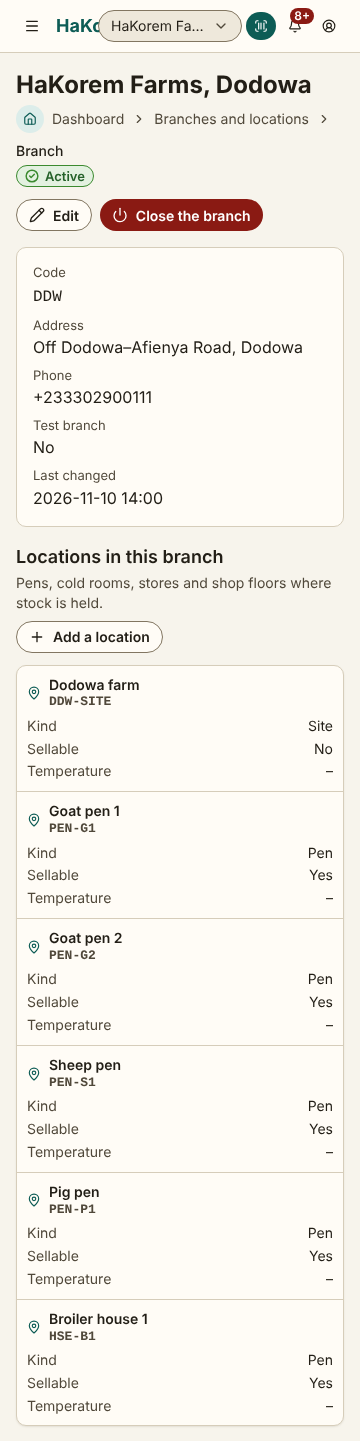 HaKo
HaKorem Fa...
8+
HaKorem Farms, Dodowa
Dashboard > Branches and locations >
Branch
Active
Edit
Close the branch
Code
DDW
Address
Off Dodowa–Afienya Road, Dodowa
Phone
+233302900111
Test branch
No
Last changed
2026-11-10 14:00
Locations in this branch
Pens, cold rooms, stores and shop floors where
stock is held.
+ Add a location
Dodowa farm
DDW-SITE
Kind Site
Sellable No
Temperature –
Goat pen 1
PEN-G1
Kind Pen
Sellable Yes
Temperature –
Goat pen 2
PEN-G2
Kind Pen
Sellable Yes
Temperature –
Sheep pen
PEN-S1
Kind Pen
Sellable Yes
Temperature –
Pig pen
PEN-P1
Kind Pen
Sellable Yes
Temperature –
Broiler house 1
HSE-B1
Kind Pen
Sellable Yes
Temperature –